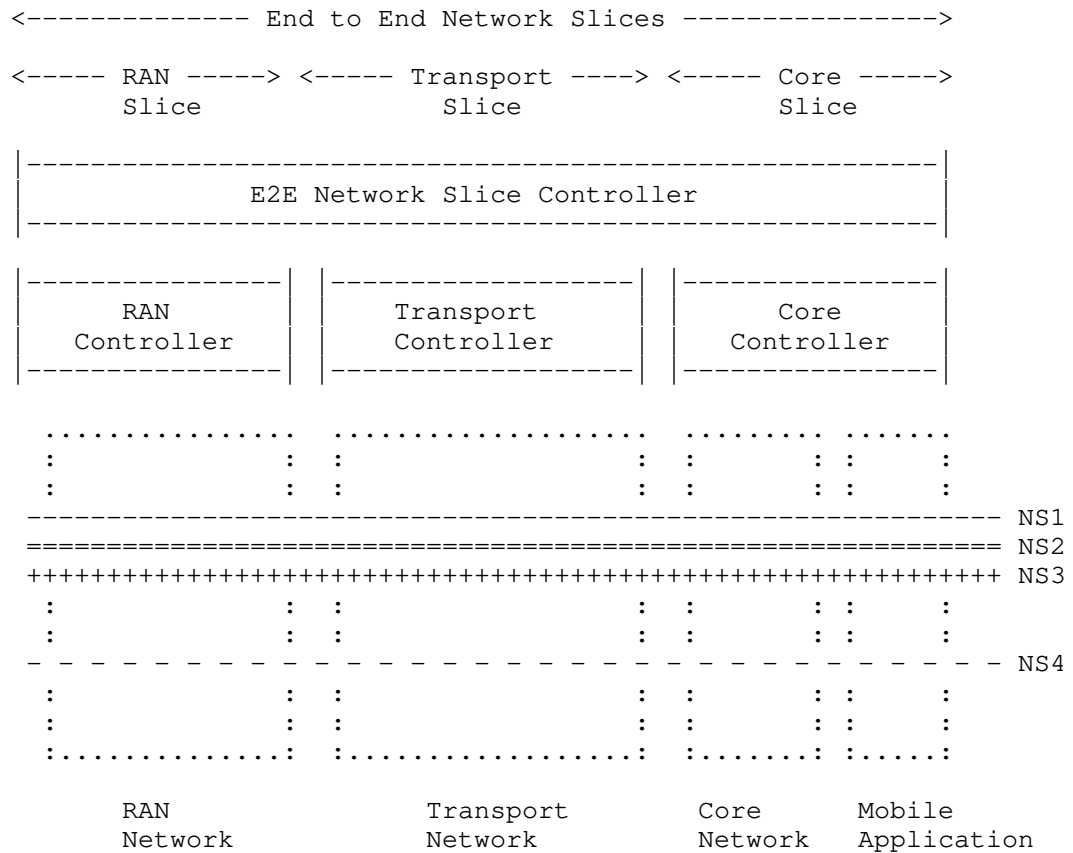 <-------------- End to End Network Slices ---------------->
<----- RAN -----> <----- Transport ----> <----- Core ----->
Slice Slice Slice
E2E Network Slice Controller
RAN Transport Core
Controller Controller Controller
NS1
NS2
NS3
NS4
RAN Transport Core Mobile
Network Network Network Application